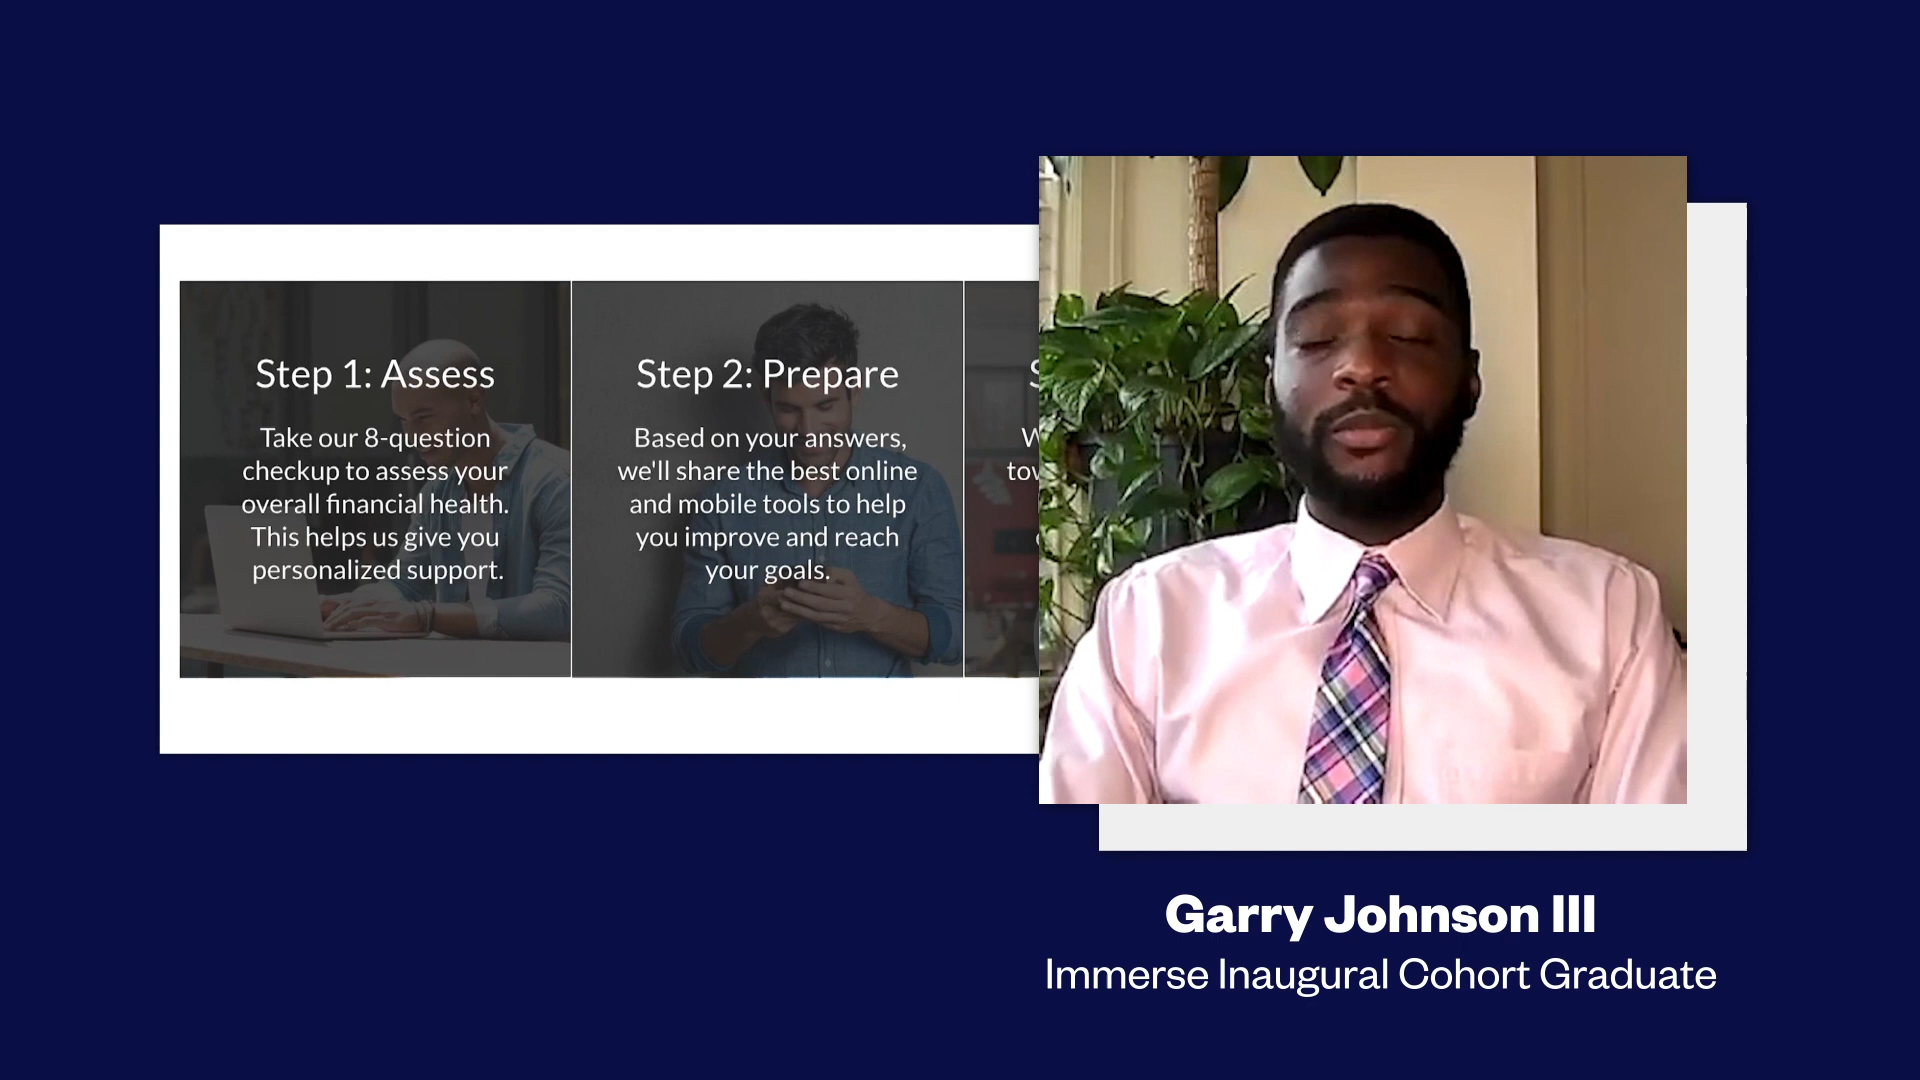 Step 1: Assess
Take our 8-question
checkup to assess your
overall financial health.
This helps us give you
personalized support.
Step 2: Prepare
Based on your answers,
we'll share the best online
and mobile tools to help
you improve and reach
your goals.
Garry Johnson III
Immerse Inaugural Cohort Graduate